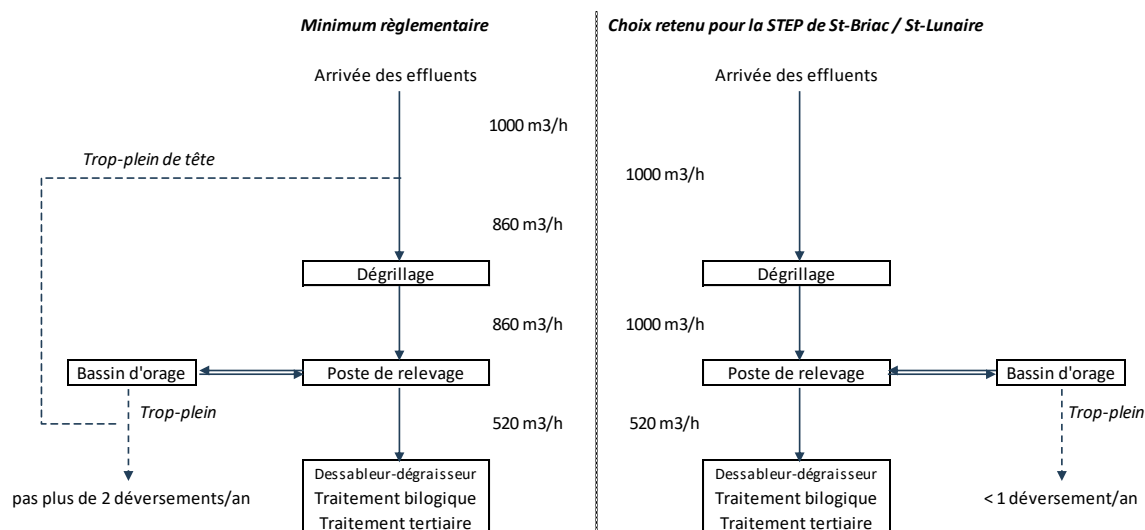 Minimum règlementaire
Arrivée des effluents
1000 m3/h
Trop-plein de tête
860 m3/h
Dégrillage
860 m3/h
Bassin d'orage
Poste de relevage
Trop-plein
520 m3/h
pas plus de 2 déversements/an
Dessableur-dégraisseur
Traitement bilogique
Traitement tertiaire
Choix retenu pour la STEP de St-Briac / St-Lunaire
Arrivée des effluents
1000 m3/h
Dégrillage
1000 m3/h
Poste de relevage
Bassin d'orage
520 m3/h
Trop-plein
Dessableur-dégraisseur
Traitement bilogique
Traitement tertiaire
< 1 déversement/an